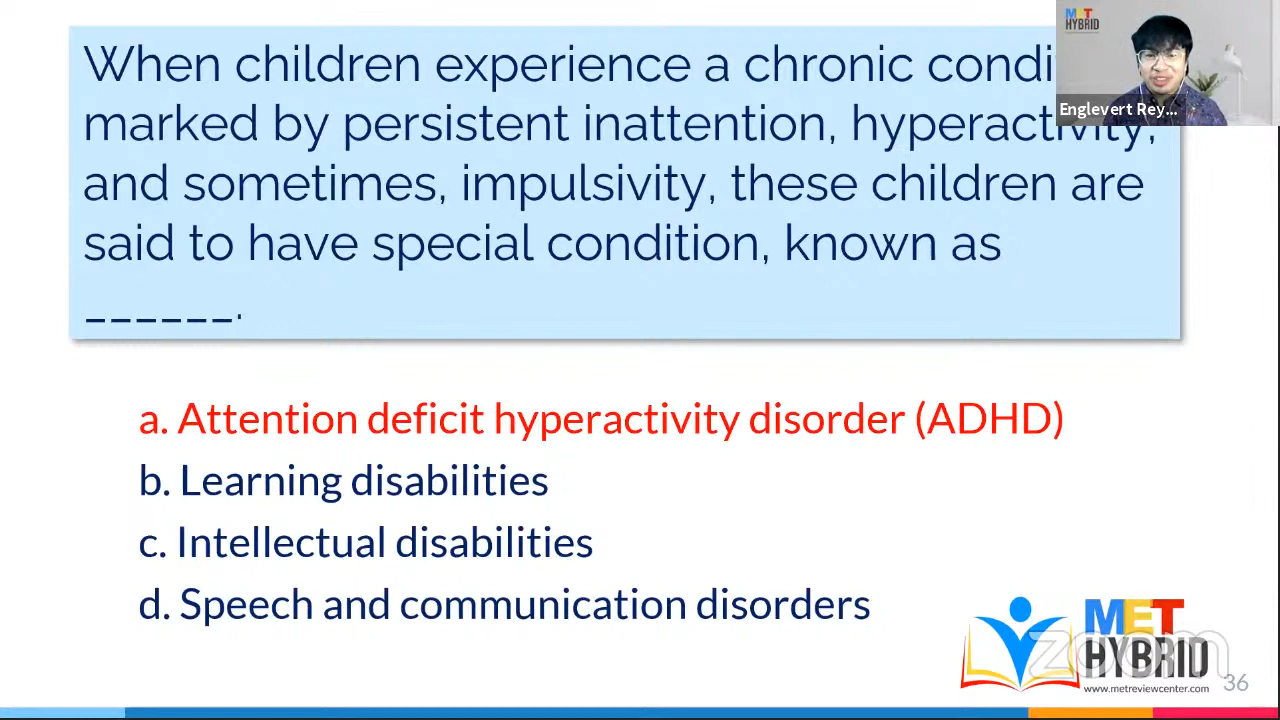 When children experience a chronic condi
marked by persistent inattention, hyperactivity,
and sometimes, impulsivity, these children are
said to have special condition, known as
______.
MET
HYBRID
Englevert Rey...
a. Attention deficit hyperactivity disorder (ADHD)
b. Learning disabilities
c. Intellectual disabilities
d. Speech and communication disorders
MET
HYBRID
zoom
www.metreviewcenter.com
36